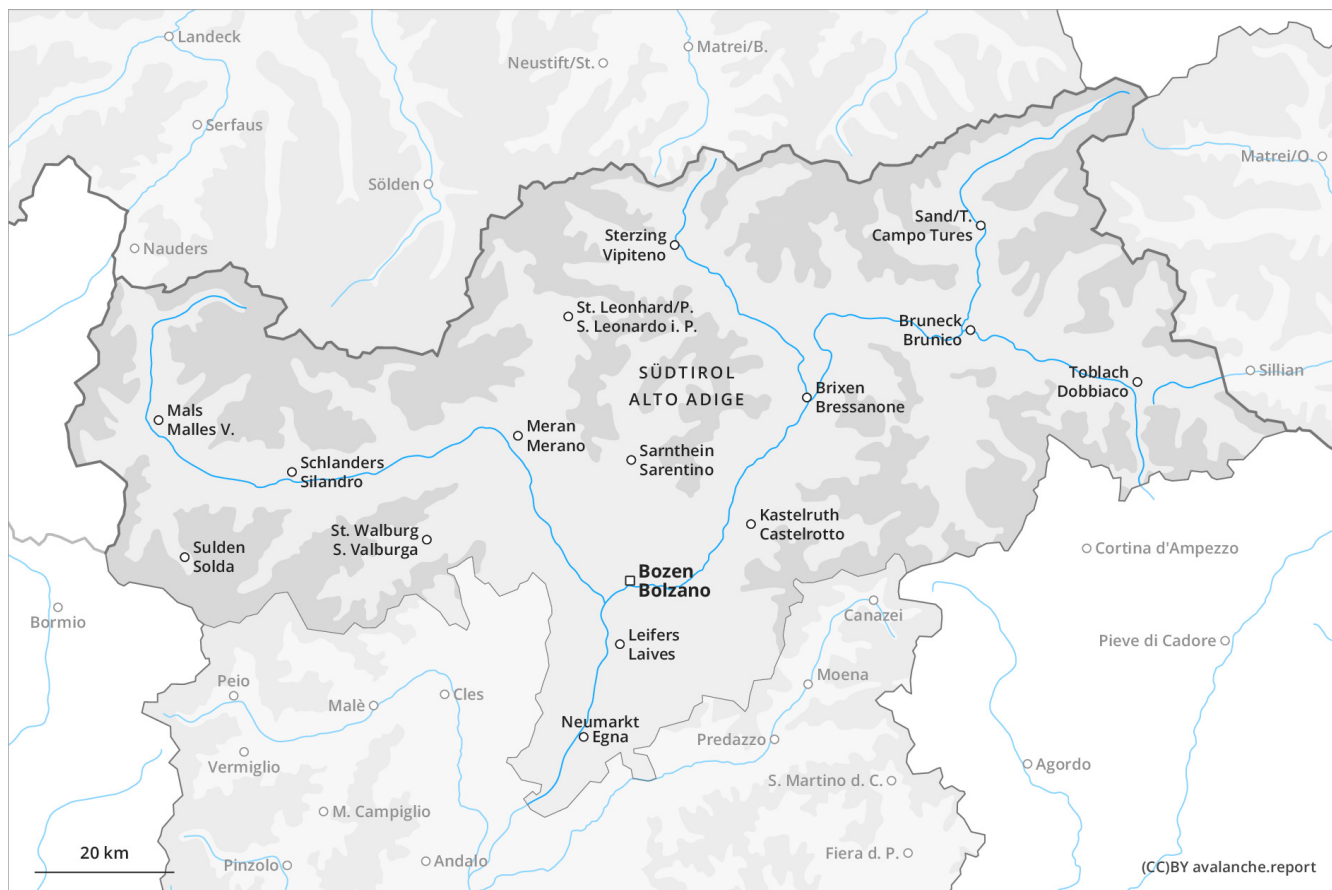 Landeck
Matrei/B.
Neustift/St.
Serfaus
Matrei/O.
Sölden
Sand/T.
Campo Tures
Sterzing
Vipiteno
Nauders
St. Leonhard/P.
S. Leonardo i. P.
Bruneck
Brunico
SÜDTIROL
ALTO ADIGE
Toblach
Dobbiaco
Sillian
Brixen
Bressanone
Mals
Malles V.
Meran
Merano
Schlanders
Silandro
Sarnthein
Sarentino
Kastelruth
Castelrotto
St. Walburg
S. Valburga
Sulden
Solda
Cortina d'Ampezzo
Bozen
Bolzano
Bormio
Canazei
Leifers
Laives
Pieve di Cadore
Peio
Moena
Malè
Cles
Neumarkt
Egna
Predazzo
Vermiglio
Agordo
S. Martino d. C.
M. Campiglio
20 km
Pinzolo
Andalo
Fiera d. P.
(CC)BY avalanche.report